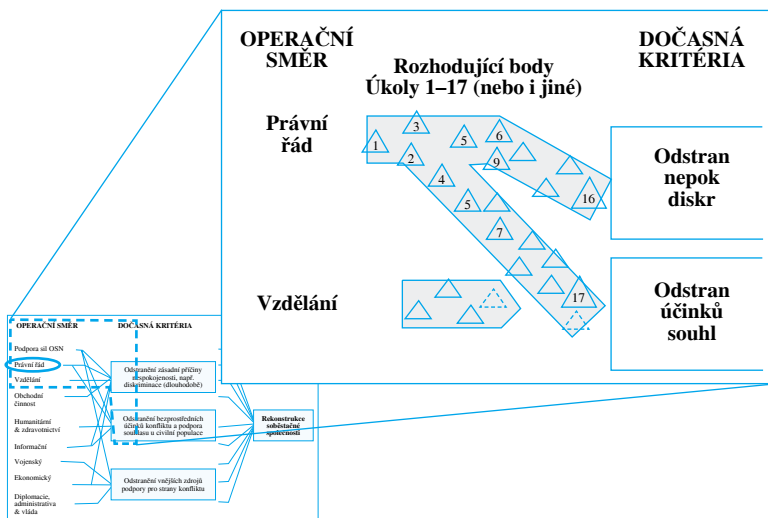 OPERAČNÍ
SMĚR
Rozhodující body
Úkoly 1–17 (nebo i jiné)
DOČASNÁ
KRITÉRIA
Právní
řád
1
3
2
5
6
9
4
5
7
16
17
Odstran
nepok
diskr
Vzdělání
Odstran
účinků
souhl
OPERAČNÍ SMĚR
DOČASNÁ KRITÉRIA
Podpora sil OSN
Právní řád
Vzdělání
Obchodní
činnost
Humanitární
& zdravotnictví
Informační
Vojenský
Ekonomický
Diplomacie,
administrativa
& vláda
Odstranění zásadní příčiny
nespokojenosti, např.
diskriminace (dlouhodobě)
Odstranění bezprostředních
účinků konfliktu a podpora
souhlasu u civilní populace
Odstranění vnějších zdrojů
podpory pro strany konfliktu
Rekonstrukce
soběstačné
společnosti